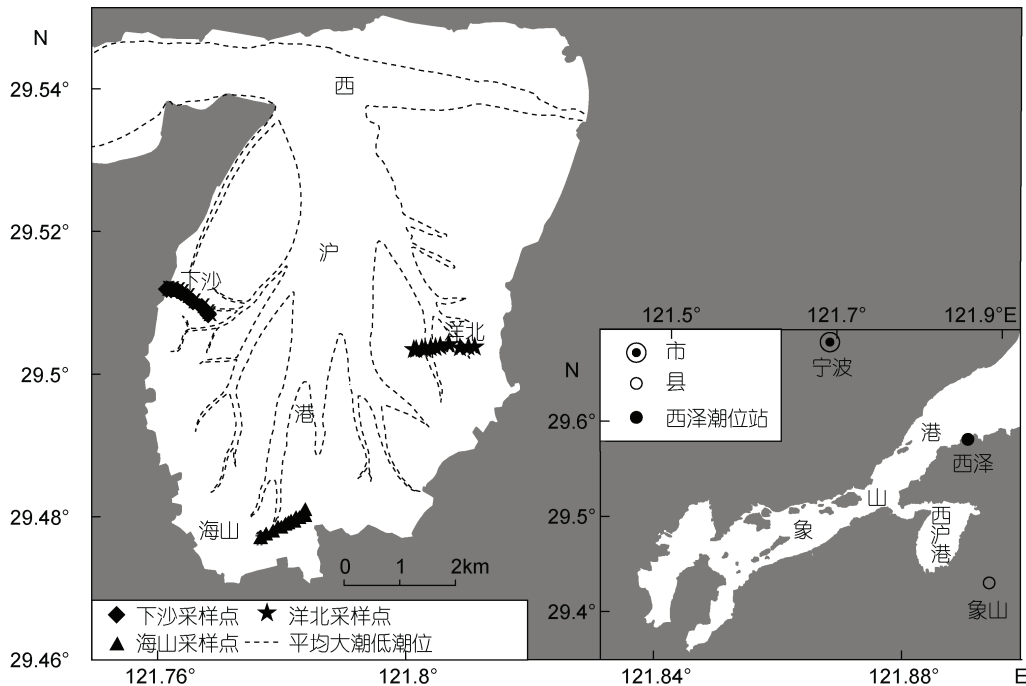 N
29.54°
29.52°
29.5°
29.48°
29.46°
西
沪
港
下沙
洋北
海山
0 1 2km
下沙采样点 洋北采样点
海山采样点 平均大潮低潮位
121.76° 121.8° 121.84° 121.88° E
121.5° 121.7° 121.9°E
N
29.6°
29.5°
29.4°
市
县
西泽潮位站
宁波
港
西泽
山
象
西沪港
象山